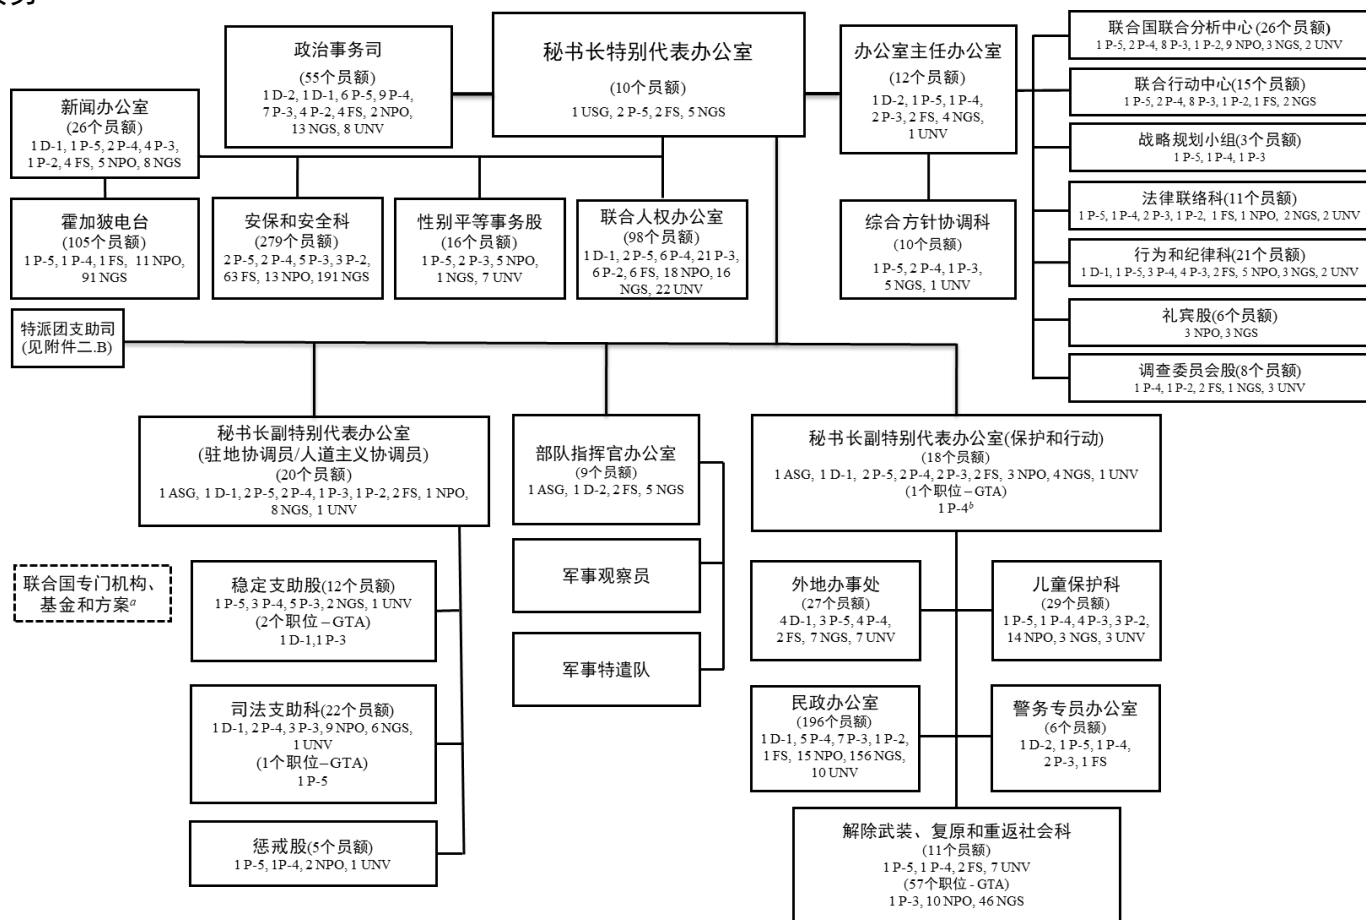 政治事务司
(55个员额)
1 D-2, 1 D-1, 6 P-5, 9 P-4,
7 P-3, 4 P-2, 4 FS, 2 NPO,
13 NGS, 8 UNV
秘书长特别代表办公室
(10个员额)
1 USG, 2 P-5, 2 FS, 5 NGS
办公室主任办公室
(12个员额)
1 D-2, 1 P-5, 1 P-4,
2 P-3, 2 FS, 4 NGS,
1 UNV
联合国联合分析中心 (26个员额)
1 P-5, 2 P-4, 8 P-3, 1 P-2, 9 NPO, 3 NGS, 2 UNV
联合行动中心(15个员额)
1 P-5, 2 P-4, 8 P-3, 1 P-2, 1 FS, 2 NGS
战略规划小组(3个员额)
1 P-5, 1 P-4, 1 P-3
法律联络科(11个员额)
1 P-5, 1 P-4, 2 P-3, 1 P-2, 1 FS, 1 NPO, 2 NGS, 2 UNV
行为和纪律科(21个员额)
1 D-1, 1 P-5, 3 P-4, 4 P-3, 2 FS, 5 NPO, 3 NGS, 2 UNV
礼宾股(6个员额)
3 NPO, 3 NGS
调查委员会股(8个员额)
1 P-4, 1 P-2, 2 FS, 1 NGS, 3 UNV
新闻办公室
(26个员额)
1 D-1, 1 P-5, 2 P-4, 4 P-3,
1 P-2, 4 FS, 5 NPO, 8 NGS
霍加狓电台
(105个员额)
1 P-5, 1 P-4, 1 FS, 11 NPO,
91 NGS
安保和安全科
(279个员额)
2 P-5, 2 P-4, 5 P-3, 3 P-2,
63 FS, 13 NPO, 191 NGS
性别平等事务股
(16个员额)
1 P-5, 2 P-3, 5 NPO,
1 NGS, 7 UNV
联合人权办公室
(98个员额)
1 D-1, 2 P-5, 6 P-4, 21 P-3,
6 P-2, 6 FS, 18 NPO, 16
NGS, 22 UNV
综合方针协调科
(10个员额)
1 P-5, 2 P-4, 1 P-3,
5 NGS, 1 UNV
特派团支助司
(见附件二.B)
秘书长副特别代表办公室
(驻地协调员/人道主义协调员)
(20个员额)
1 ASG, 1 D-1, 2 P-5, 2 P-4, 1 P-3, 1 P-2, 2 FS, 1 NPO,
8 NGS, 1 UNV
部队指挥官办公室
(9个员额)
1 ASG, 1 D-2, 2 FS, 5 NGS
秘书长副特别代表办公室(保护和行动)
(18个员额)
1 ASG, 1 D-1, 2 P-5, 2 P-4, 2 P-3, 2 FS, 3 NPO, 4 NGS, 1 UNV
(1个职位 – GTA)
1 P-4b
联合国专门机构、
基金和方案a
稳定支助股(12个员额)
1 P-5, 3 P-4, 5 P-3, 2 NGS, 1 UNV
(2个职位 – GTA)
1 D-1,1 P-3
司法支助科(22个员额)
1 D-1, 2 P-4, 3 P-3, 9 NPO, 6 NGS,
1 UNV
(1个职位–GTA)
1 P-5
惩戒股(5个员额)
1 P-5, 1P-4, 2 NPO, 1 UNV
军事观察员
军事特遣队
外地办事处
(27个员额)
4 D-1, 3 P-5, 4 P-4,
2 FS, 7 NGS, 7 UNV
儿童保护科
(29个员额)
1 P-5, 1 P-4, 4 P-3, 3 P-2,
14 NPO, 3 NGS, 3 UNV
民政办公室
(196个员额)
1 D-1, 5 P-4, 7 P-3, 1 P-2,
1 FS, 15 NPO, 156 NGS,
10 UNV
警务专员办公室
(6个员额)
1 D-2, 1 P-5, 1 P-4,
2 P-3, 1 FS
解除武装、复原和重返社会科
(11个员额)
1 P-5, 1 P-4, 2 FS, 7 UNV
(57个职位 - GTA)
1 P-3, 10 NPO, 46 NGS